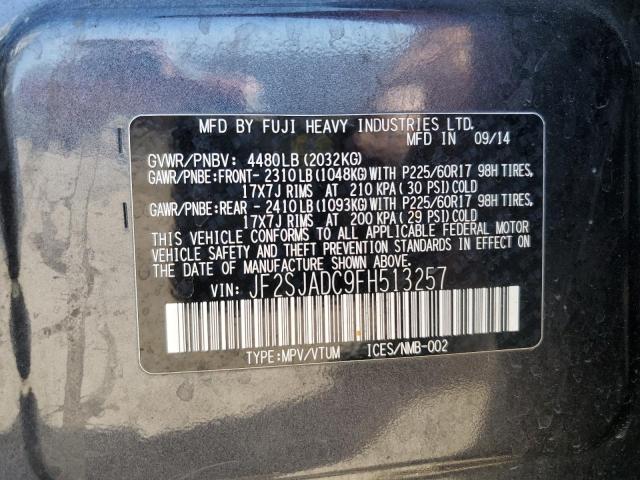 MFD BY FUJI HEAVY INDUSTRIES LTD.
MFD IN 09/14
GVWR/PNBV: 4480LB (2032KG)
GAWR/PNBE:FRONT- 2310LB (1048KG) WITH P225/60R17 98H TIRES,
17X7J RIMS AT 210 KPA (30 PSI) COLD
GAWR/PNBE:REAR - 2410LB (1093KG) WITH P225/60R17 98H TIRES,
17X7J RIMS AT 200 KPA (29 PSI) COLD
THIS VEHICLE CONFORMS TO ALL APPLICABLE FEDERAL MOTOR
VEHICLE SAFETY AND THEFT PREVENTION STANDARDS IN EFFECT ON
THE DATE OF MANUFACTURE SHOWN ABOVE.
VIN: JF2SJADC9FH513257
TYPE:MPV/VTUM ICES/NMB-002